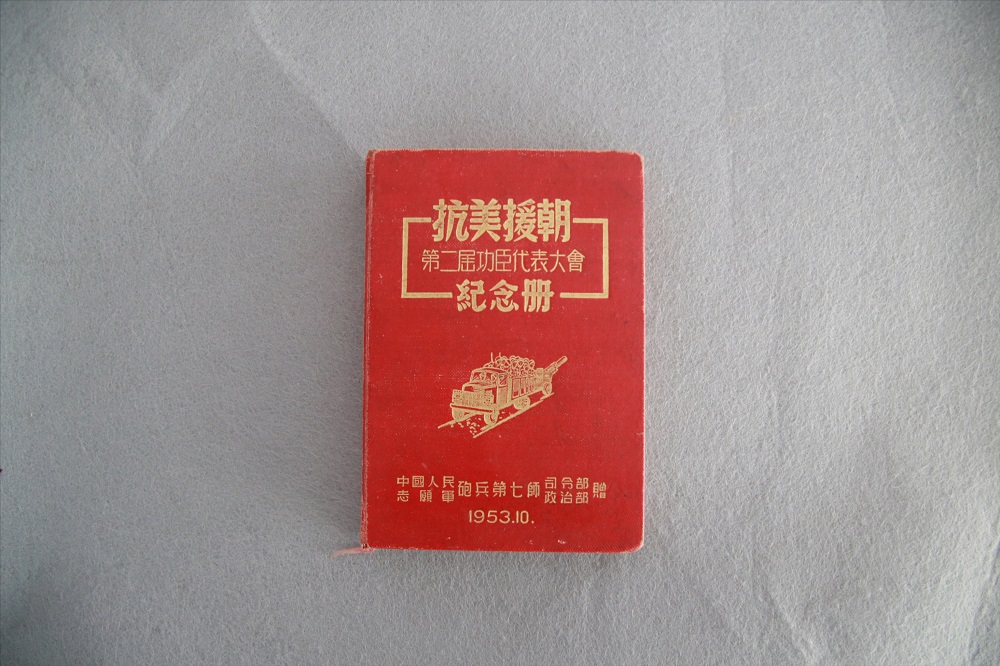 抗美援朝
第二届功臣代表大會
紀念册
中國人民志願軍砲兵第七師司令部政治部贈
1953.10.